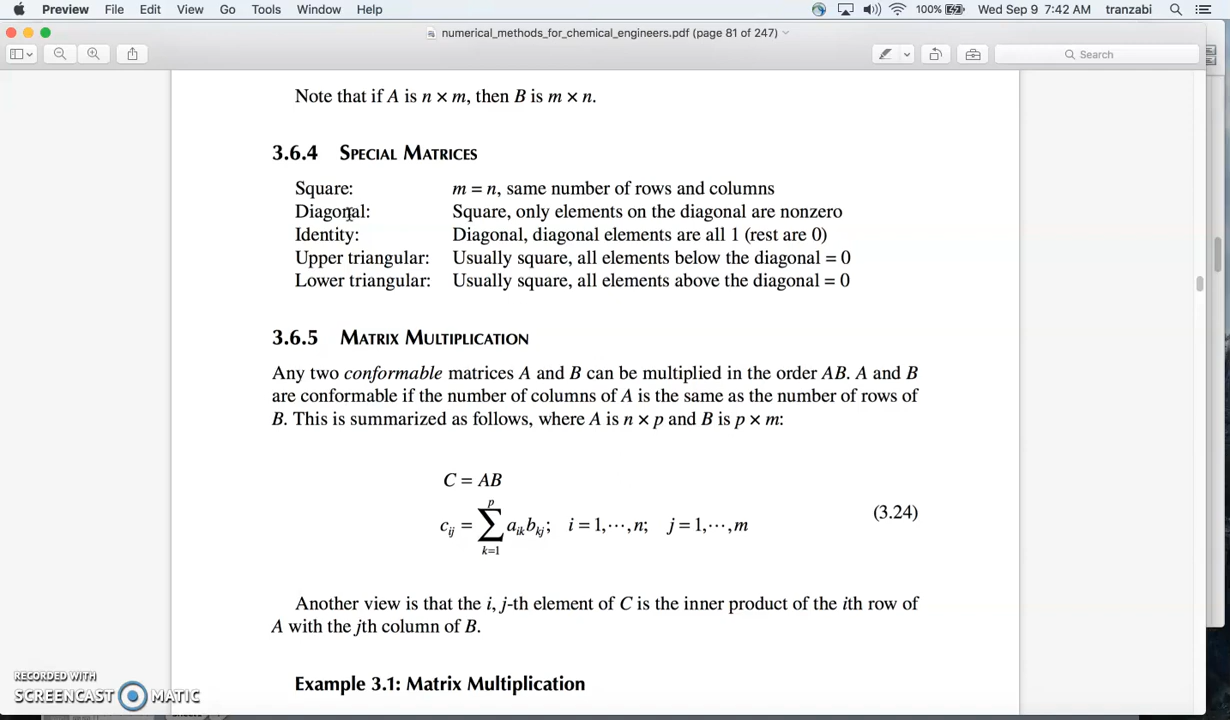 Preview File Edit View Go Tools Window Help 100% Wed Sep 9 7:42 AM tranzabi
numerical_methods_for_chemical_engineers.pdf (page 81 of 247)
Search
Note that if A is n × m, then B is m × n.
3.6.4 SPECIAL MATRICES
Square: m = n, same number of rows and columns
Diagonal: Square, only elements on the diagonal are nonzero
Identity: Diagonal, diagonal elements are all 1 (rest are 0)
Upper triangular: Usually square, all elements below the diagonal = 0
Lower triangular: Usually square, all elements above the diagonal = 0
3.6.5 MATRIX MULTIPLICATION
Any two conformable matrices A and B can be multiplied in the order AB. A and B
are conformable if the number of columns of A is the same as the number of rows of
B. This is summarized as follows, where A is n × p and B is p × m:
C = AB
c_ij = ∑_{k=1}^{p} a_ik b_kj; i = 1,⋯,n; j = 1,⋯,m (3.24)
Another view is that the i, j-th element of C is the inner product of the ith row of
A with the jth column of B.
Example 3.1: Matrix Multiplication
RECORDED WITH
SCREENCAST MATIC